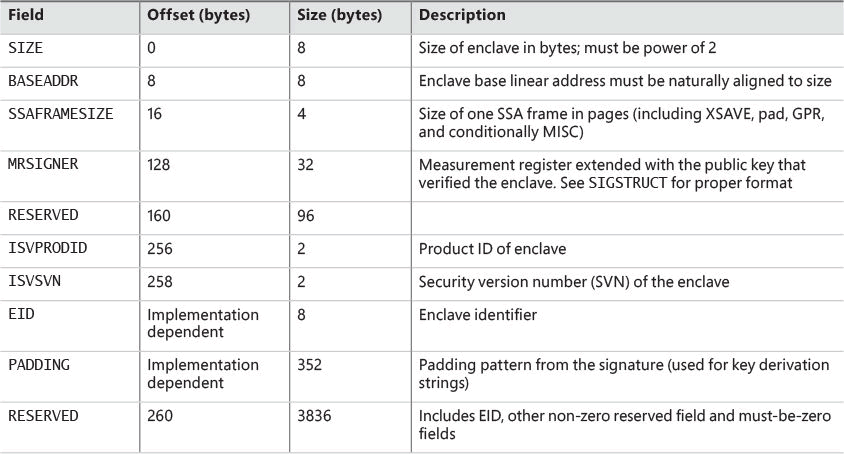 Field Offset (bytes) Size (bytes) Description
SIZE 0 8 Size of enclave in bytes; must be power of 2
BASEADDR 8 8 Enclave base linear address must be naturally aligned to size
SSAFRAMESIZE 16 4 Size of one SSA frame in pages (including XSAVE, pad, GPR,
and conditionally MISC)
MRSIGNER 128 32 Measurement register extended with the public key that
verified the enclave. See SIGSTRUCT for proper format
RESERVED 160 96
ISVPRODID 256 2 Product ID of enclave
ISVSVN 258 2 Security version number (SVN) of the enclave
EID Implementation 8 Enclave identifier
dependent
PADDING Implementation 352 Padding pattern from the signature (used for key derivation
dependent strings)
RESERVED 260 3836 Includes EID, other non-zero reserved field and must-be-zero
fields